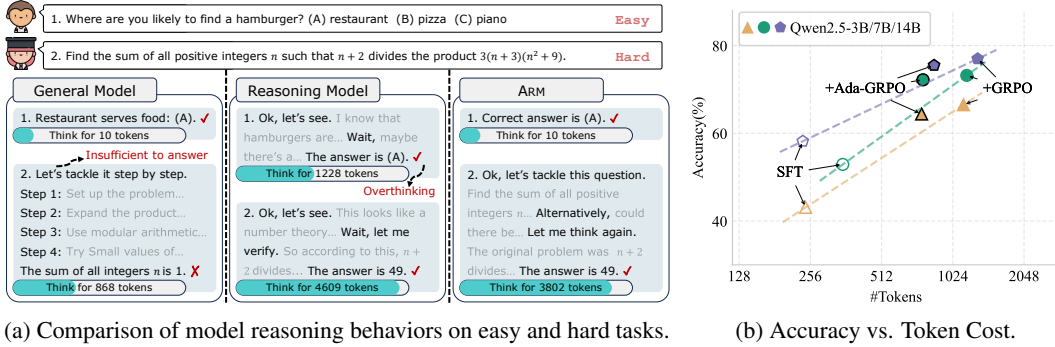 1. Where are you likely to find a hamburger? (A) restaurant (B) pizza (C) piano
Easy
2. Find the sum of all positive integers n such that n + 2 divides the product 3(n + 3)(n² + 9).
Hard
General Model
1. Restaurant serves food: (A). ✓
Think for 10 tokens
Insufficient to answer
2. Let's tackle it step by step.
Step 1: Set up the problem...
Step 2: Expand the product...
Step 3: Use modular arithmetic...
Step 4: Try Small values of...
The sum of all integers n is 1. ✗
Think for 868 tokens
Reasoning Model
1. Ok, let's see. I know that
hamburgers are... Wait, maybe
there's a... The answer is (A). ✓
Think for 1228 tokens
Overthinking
2. Ok, let's see. This looks like a
number theory... Wait, let me
verify. So according to this, n +
2 divides... The answer is 49. ✓
Think for 4609 tokens
ARM
1. Correct answer is (A). ✓
Think for 10 tokens
2. Ok, let's tackle this question.
Find the sum of all positive
integers n... Alternatively, could
there be... Let me think again.
The original problem was n + 2
divides... The answer is 49. ✓
Think for 3802 tokens
(a) Comparison of model reasoning behaviors on easy and hard tasks.
Qwen2.5-3B/7B/14B
+Ada-GRPO
+GRPO
SFT
Accuracy(%)
80
60
40
128 256 512 1024 2048
#Tokens
(b) Accuracy vs. Token Cost.